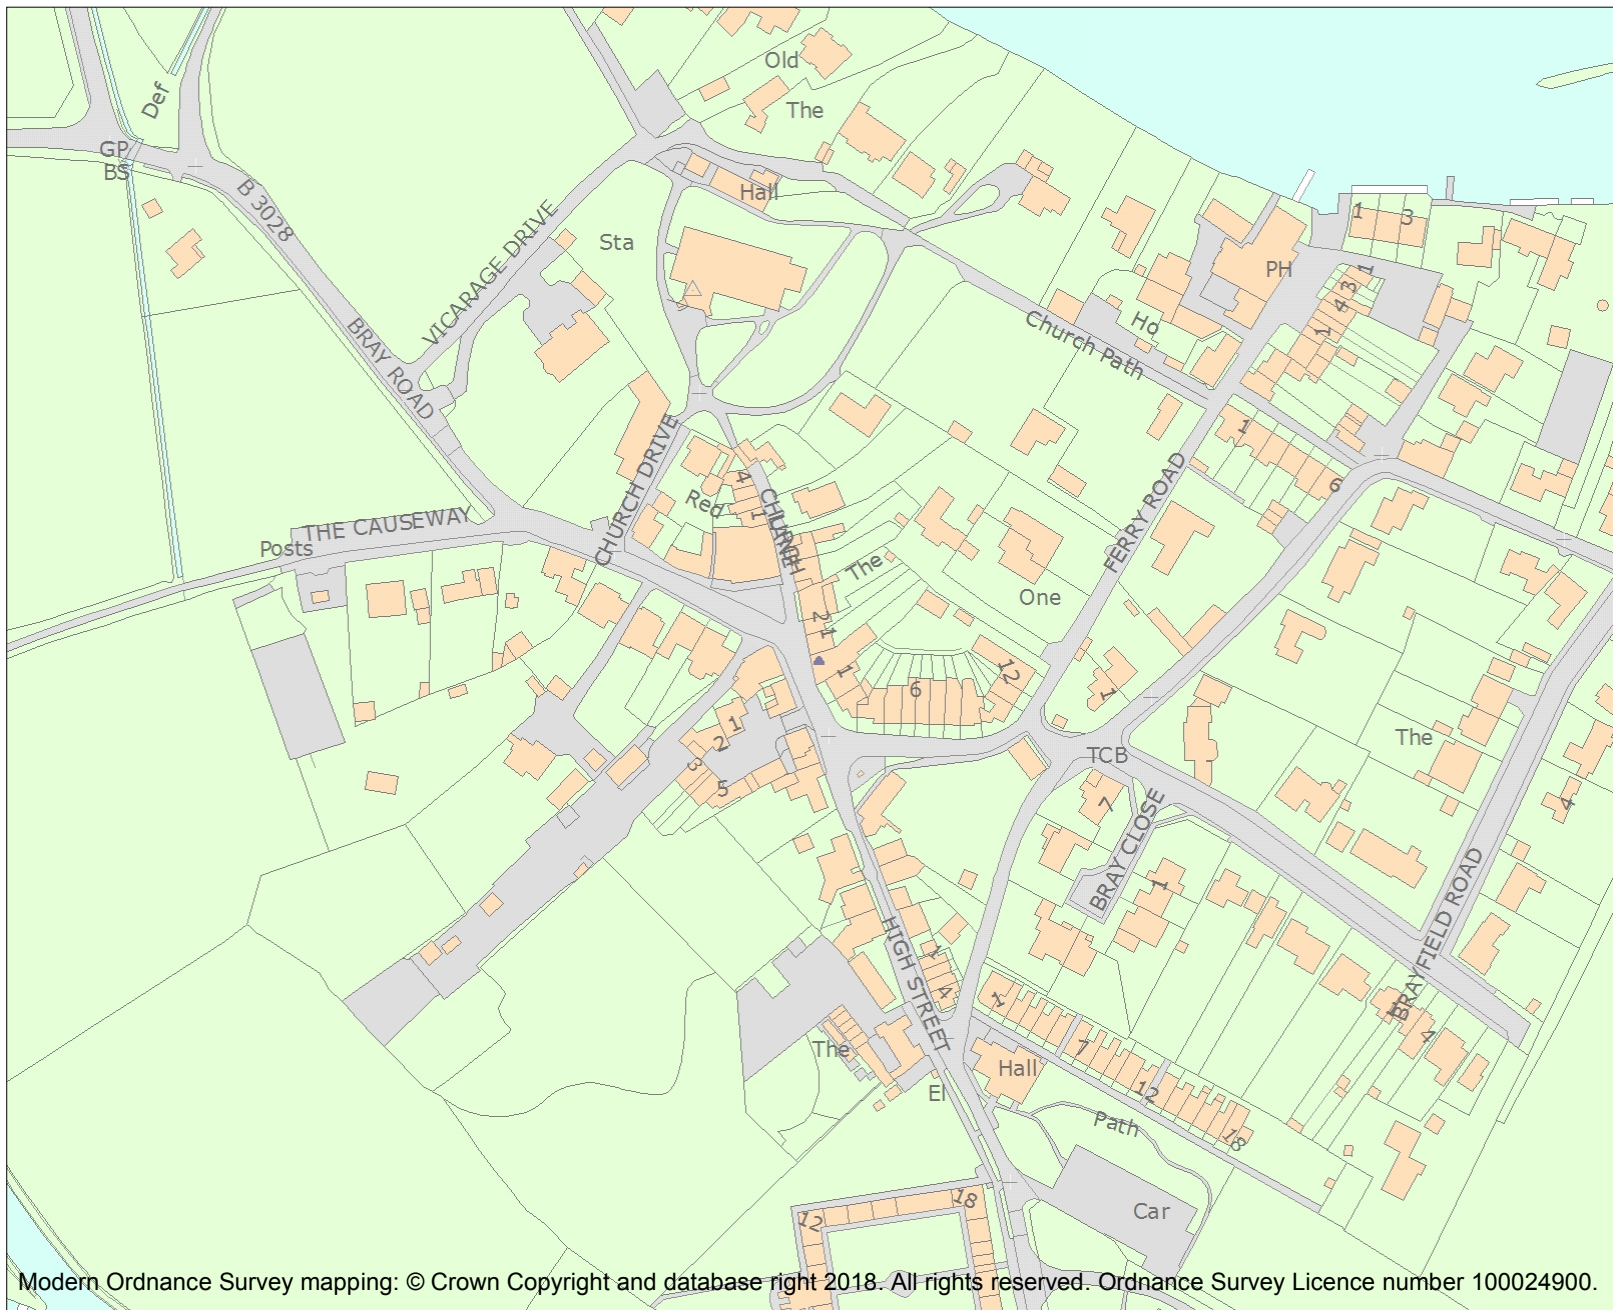 Old
Def
The
GP
BS
Hall
B 3028
1
3
VICARAGE DRIVE
Sta
PH
1
3
4
1
Ho
Church Path
BRAY ROAD
1
CHURCH DRIVE
4
Red
1
CHURCH
LANE
6
THE CAUSEWAY
Posts
FERRY ROAD
The
One
2
1
1
6
12
1
1
2
3
5
TCB
The
7
4
BRAY CLOSE
1
HIGH STREET
1
4
1
BRAYFIELD ROAD
1
4
The
7
Hall
El
12
Path
18
18
12
Car
Modern Ordnance Survey mapping: © Crown Copyright and database right 2018. All rights reserved. Ordnance Survey Licence number 100024900.